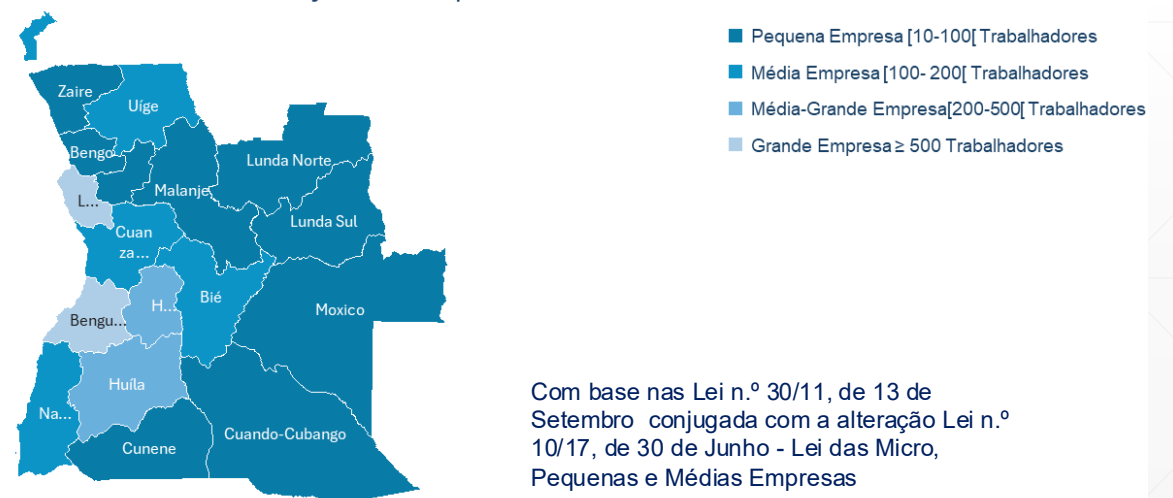 Pequena Empresa [10-100[ Trabalhadores
Média Empresa [100- 200[ Trabalhadores
Média-Grande Empresa[200-500[ Trabalhadores
Grande Empresa ≥ 500 Trabalhadores
Zaire
Uíge
Bengo
Lunda Norte
Malanje
L...
Lunda Sul
Cuan
za...
Bié
H...
Moxico
Bengu...
Huíla
Na...
Cuando-Cubango
Cunene
Com base nas Lei n.º 30/11, de 13 de
Setembro conjugada com a alteração Lei n.º
10/17, de 30 de Junho - Lei das Micro,
Pequenas e Médias Empresas